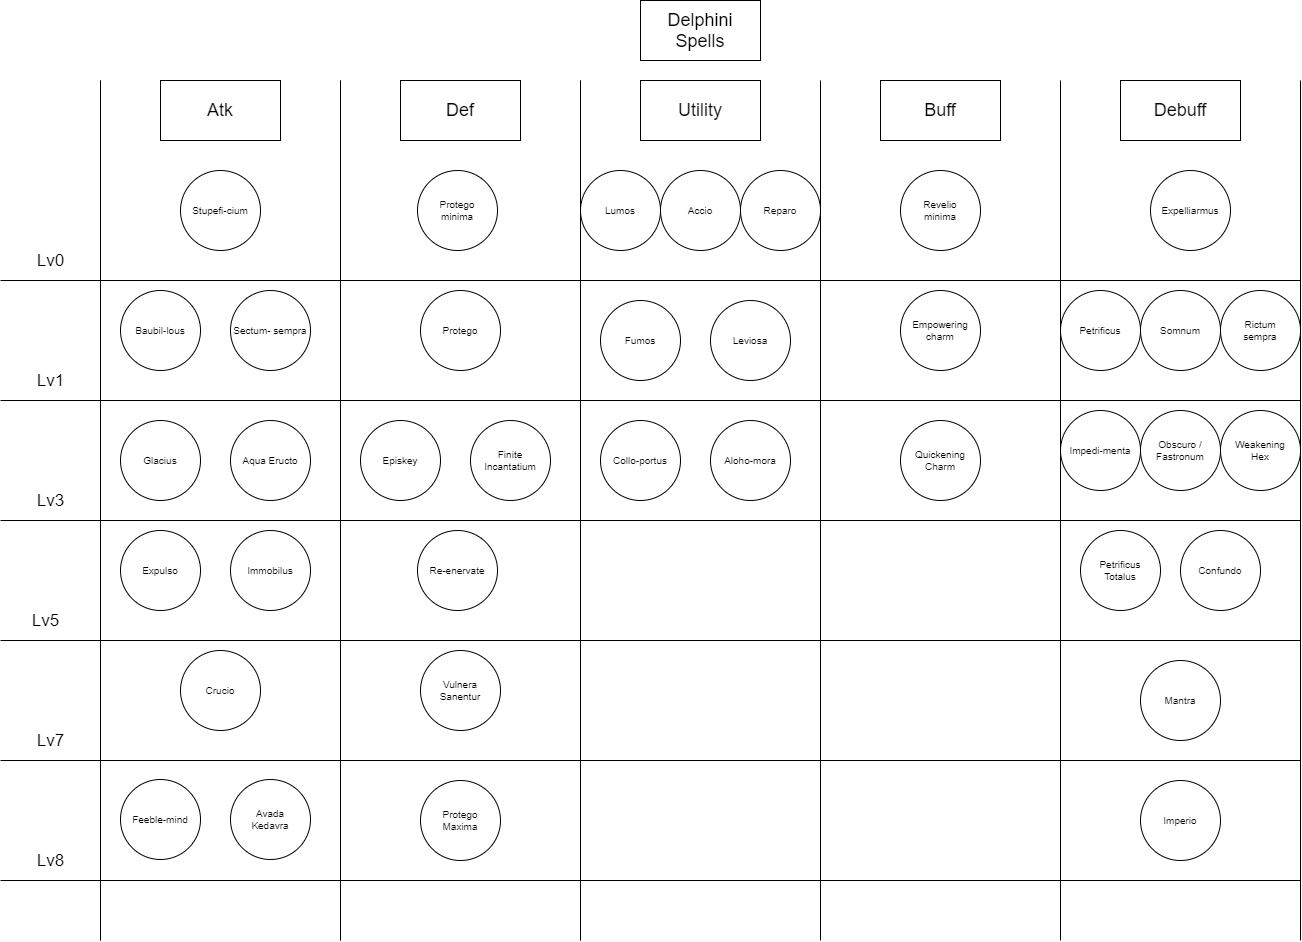 Delphini
Spells
Atk
Def
Utility
Buff
Debuff
Stupefi-cium
Protego
minima
Lumos
Accio
Reparo
Revelio
minima
Expelliarmus
Lv0
Baubil-lous
Sectum- sempra
Protego
Fumos
Leviosa
Empowering
charm
Petrificus
Somnum
Rictum
sempra
Lv1
Glacius
Aqua Eructo
Episkey
Finite
Incantatium
Collo-portus
Aloho-mora
Quickening
Charm
Impedi-menta
Obscuro /
Fastronum
Weakening
Hex
Lv3
Expulso
Immobilus
Re-enervate
Petrificus
Totalus
Confundo
Lv5
Crucio
Vulnera
Sanentur
Mantra
Lv7
Feeble-mind
Avada
Kedavra
Protego
Maxima
Imperio
Lv8